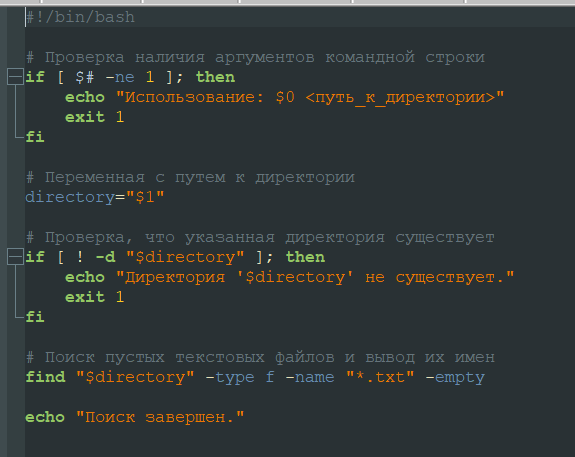 #!/bin/bash
# Проверка наличия аргументов командной строки
if [ $# -ne 1 ]; then
    echo "Использование: $0 <путь_к_директории>"
    exit 1
fi
# Переменная с путем к директории
directory="$1"
# Проверка, что указанная директория существует
if [ ! -d "$directory" ]; then
    echo "Директория '$directory' не существует."
    exit 1
fi
# Поиск пустых текстовых файлов и вывод их имен
find "$directory" -type f -name "*.txt" -empty
echo "Поиск завершен."